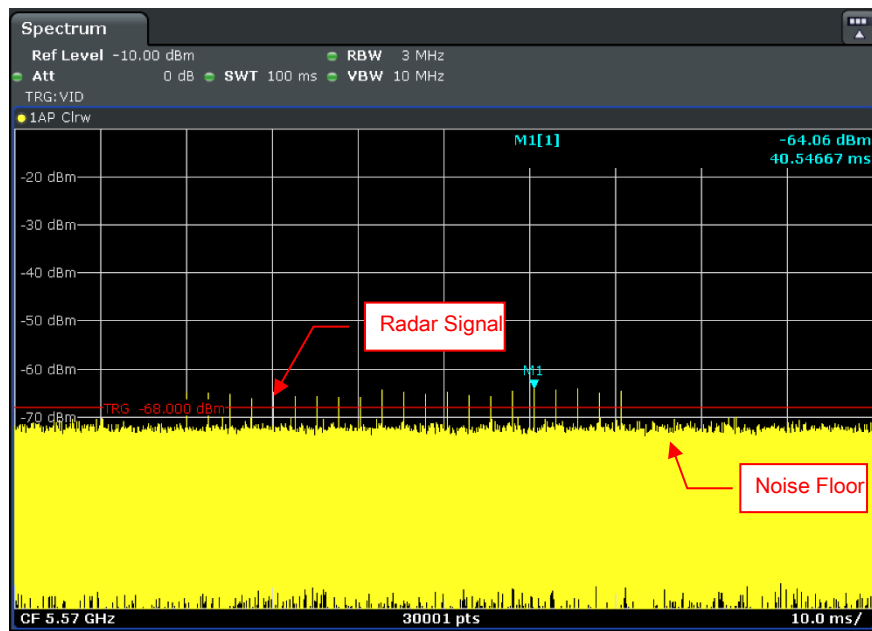 Spectrum
Ref Level -10.00 dBm RBW 3 MHz
Att 0 dB SWT 100 ms VBW 10 MHz
TRG:VID
1AP Clrw
M1[1] -64.06 dBm
40.54667 ms
-20 dBm
-30 dBm
-40 dBm
-50 dBm
Radar Signal
-60 dBm
M1
TRG -68.000 dBm
-70 dBm
Noise Floor
CF 5.57 GHz 30001 pts 10.0 ms/